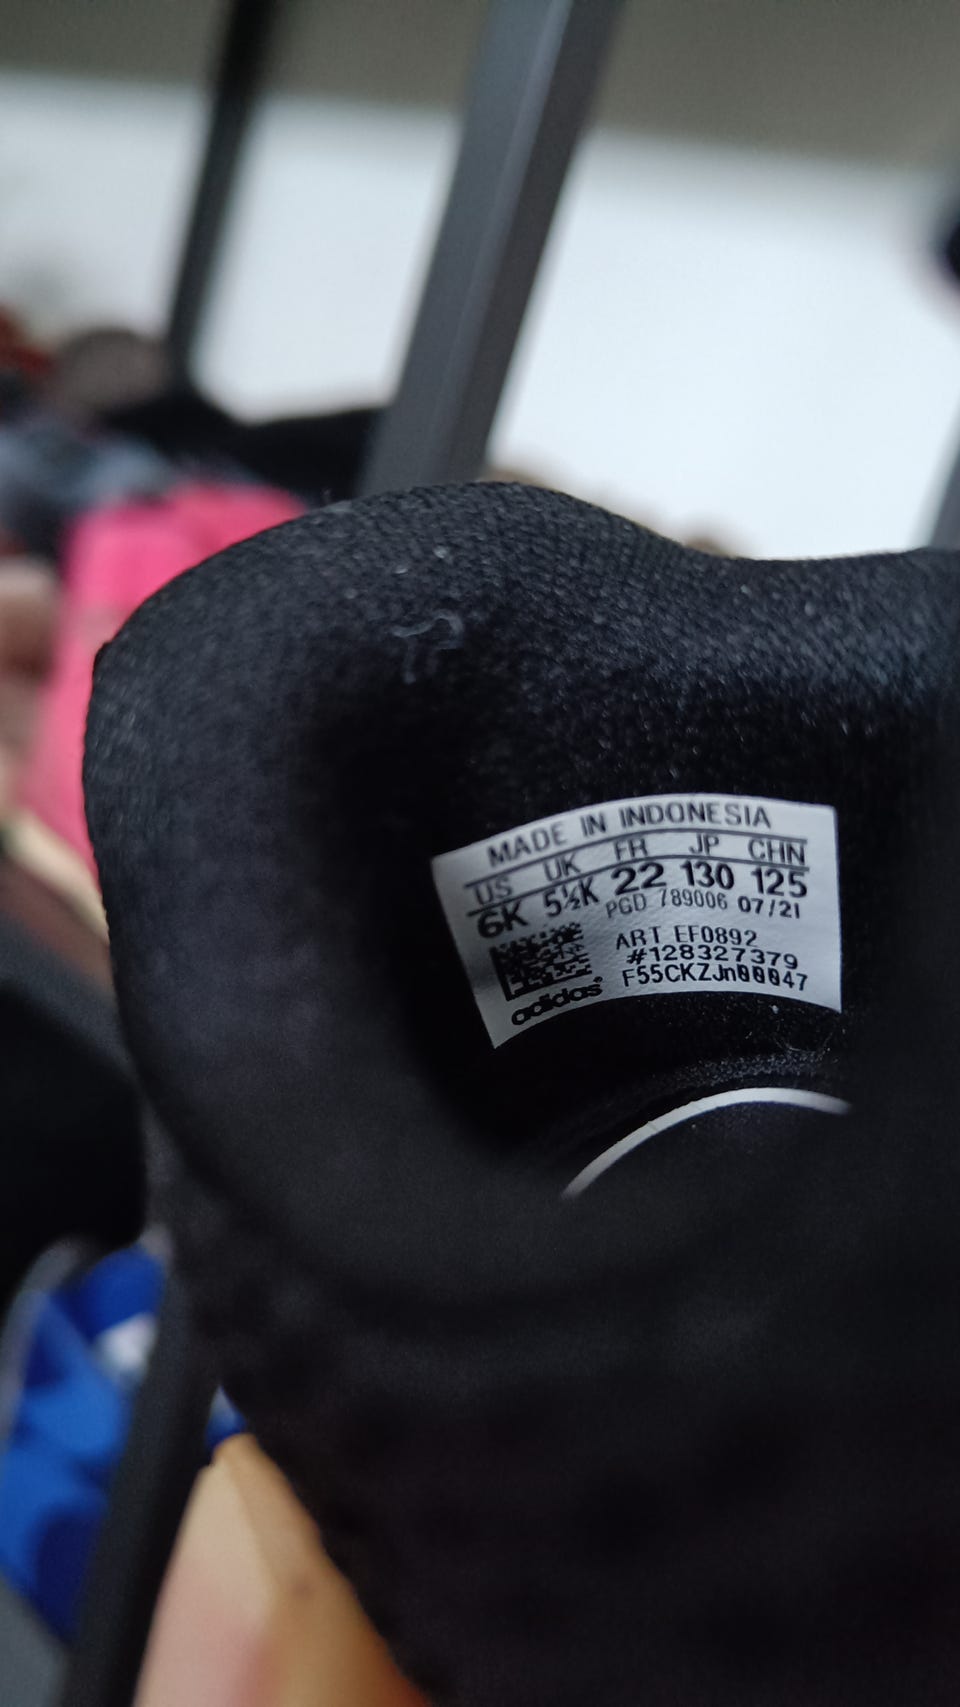 MADE IN INDONESIA
US UK FR JP CHN
6K 5½K 22 130 125
PGD 789006 07/21
ART EF0892
#128327379
F55CKZJn00047
adidas®